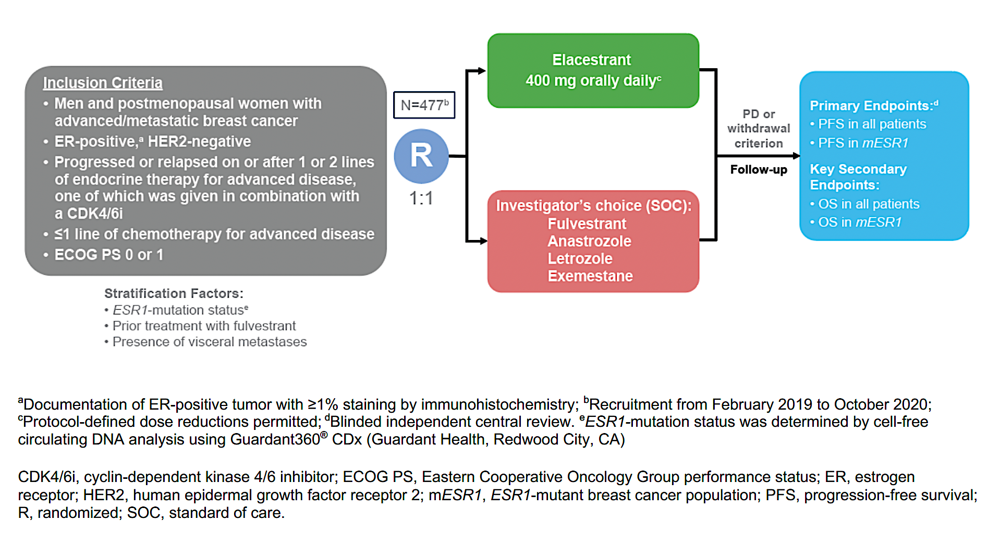 Inclusion Criteria
• Men and postmenopausal women with
advanced/metastatic breast cancer
• ER-positive,ᵃ HER2-negative
• Progressed or relapsed on or after 1 or 2 lines
of endocrine therapy for advanced disease,
one of which was given in combination with
a CDK4/6i
• ≤1 line of chemotherapy for advanced disease
• ECOG PS 0 or 1
Stratification Factors:
• ESR1-mutation statusᵉ
• Prior treatment with fulvestrant
• Presence of visceral metastases
N=477ᵇ
R
1:1
Elacestrant
400 mg orally dailyᶜ
Investigator’s choice (SOC):
Fulvestrant
Anastrozole
Letrozole
Exemestane
PD or
withdrawal
criterion
Follow-up
Primary Endpoints:ᵈ
• PFS in all patients
• PFS in mESR1
Key Secondary
Endpoints:
• OS in all patients
• OS in mESR1
ᵃDocumentation of ER-positive tumor with ≥1% staining by immunohistochemistry; ᵇRecruitment from February 2019 to October 2020;
ᶜProtocol-defined dose reductions permitted; ᵈBlinded independent central review. ᵉESR1-mutation status was determined by cell-free
circulating DNA analysis using Guardant360® CDx (Guardant Health, Redwood City, CA)
CDK4/6i, cyclin-dependent kinase 4/6 inhibitor; ECOG PS, Eastern Cooperative Oncology Group performance status; ER, estrogen
receptor; HER2, human epidermal growth factor receptor 2; mESR1, ESR1-mutant breast cancer population; PFS, progression-free survival;
R, randomized; SOC, standard of care.